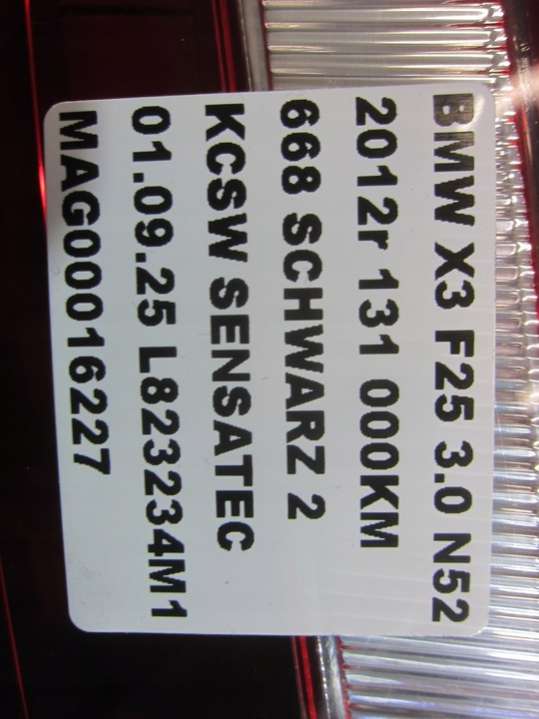 BMW X3 F25 3.0 N52
2012r 131 000KM
668 SCHWARZ 2
KCSW SENSATEC
01.09.25 L823234M1
MAG00016227